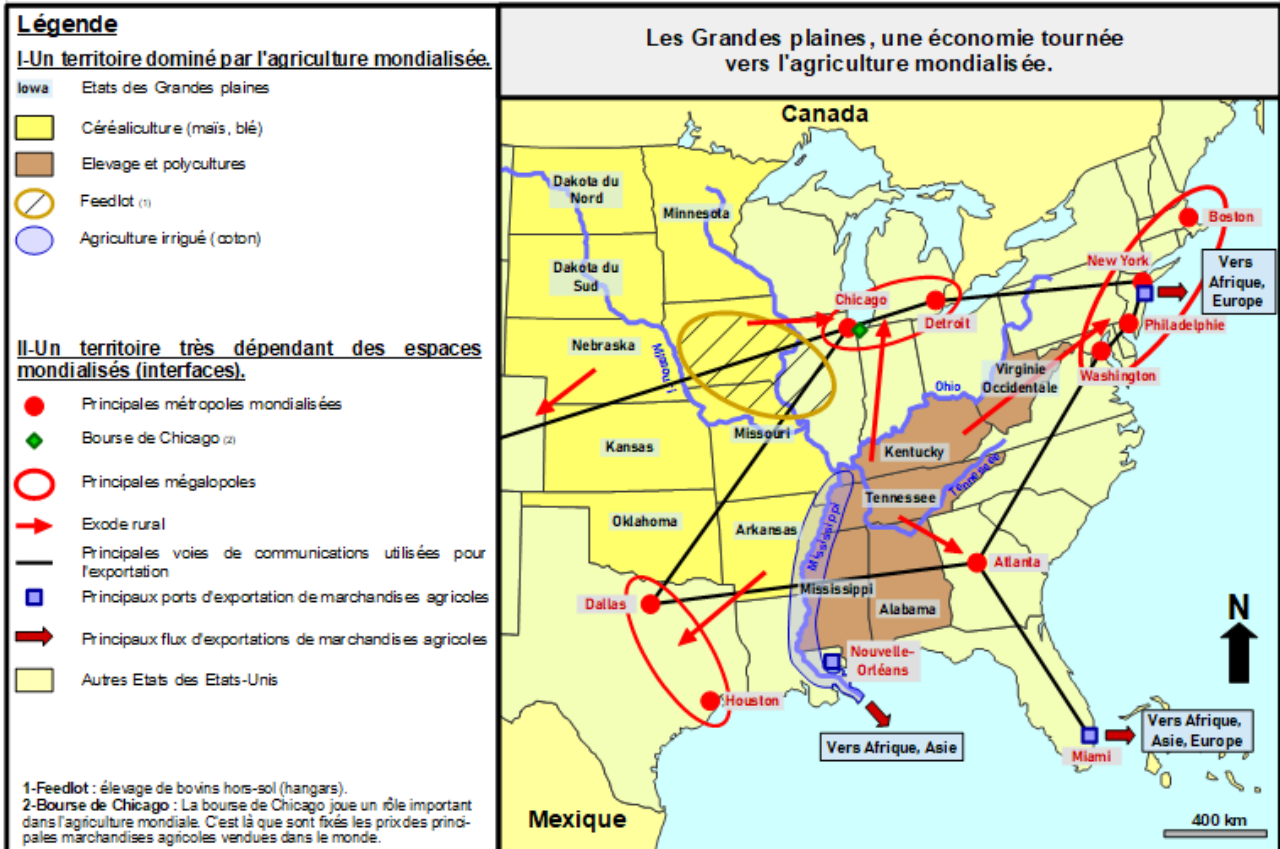 Légende
I-Un territoire dominé par l'agriculture mondialisée.
Iowa Etats des Grandes plaines
Céréaliculture (maïs, blé)
Elevage et polycultures
Feedlot (1)
Agriculture irrigué (coton)
II-Un territoire très dépendant des espaces
mondialisés (interfaces).
Principales métropoles mondialisées
Bourse de Chicago (2)
Principales mégalopoles
Exode rural
Principales voies de communications utilisées pour
l'exportation
Principaux ports d'exportation de marchandises agricoles
Principaux flux d'exportations de marchandises agricoles
Autres Etats des Etats-Unis
1-Feedlot : élevage de bovins hors-sol (hangars).
2-Bourse de Chicago : La bourse de Chicago joue un rôle important
dans l'agriculture mondiale. C'est là que sont fixés les prix des princi-
pales marchandises agricoles vendues dans le monde.
Les Grandes plaines, une économie tournée
vers l'agriculture mondialisée.
Canada
Dakota du
Nord
Minnesola
Boston
Dakota du
Sud
New York
Vers
Afrique,
Europe
Chicago
Detroit
Philadelphie
Nebraska
Missouri
Virginie
Occidentale
Washington
Ohio
Kansas
Missouri
Kentucky
Tennessee
Tennessee
Oklahoma
Arkansas
Mississippi
Atlanta
Dallas
Mississippi
Alabama
N
Nouvelle-
Orléans
Houston
Vers Afrique, Asie
Vers Afrique,
Asie, Europe
Miami
Mexique
400 km